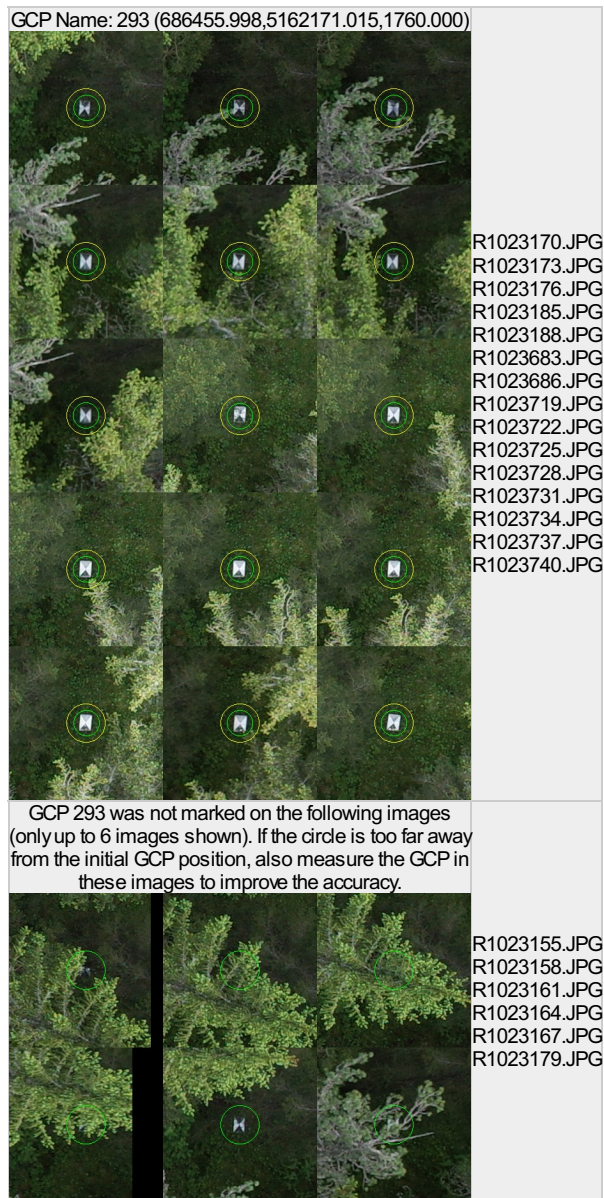 GCP Name: 293 (686455.998,5162171.015,1760.000)
R1023170.JPG
R1023173.JPG
R1023176.JPG
R1023185.JPG
R1023188.JPG
R1023683.JPG
R1023686.JPG
R1023719.JPG
R1023722.JPG
R1023725.JPG
R1023728.JPG
R1023731.JPG
R1023734.JPG
R1023737.JPG
R1023740.JPG
GCP 293 was not marked on the following images
(only up to 6 images shown). If the circle is too far away
from the initial GCP position, also measure the GCP in
these images to improve the accuracy.
R1023155.JPG
R1023158.JPG
R1023161.JPG
R1023164.JPG
R1023167.JPG
R1023179.JPG